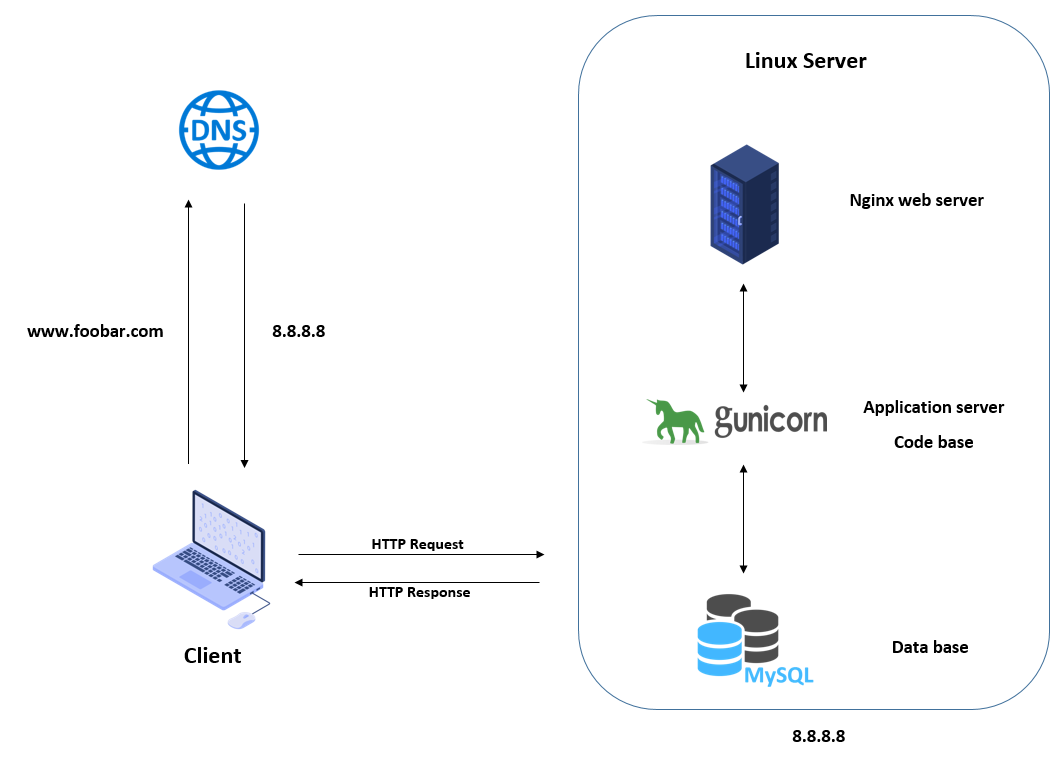 Linux Server
DNS
Nginx web server
www.foobar.com
8.8.8.8
gunicorn
Application server
Code base
HTTP Request
HTTP Response
Client
Data base
MySQL
8.8.8.8